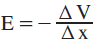 E = − ΔV / Δx